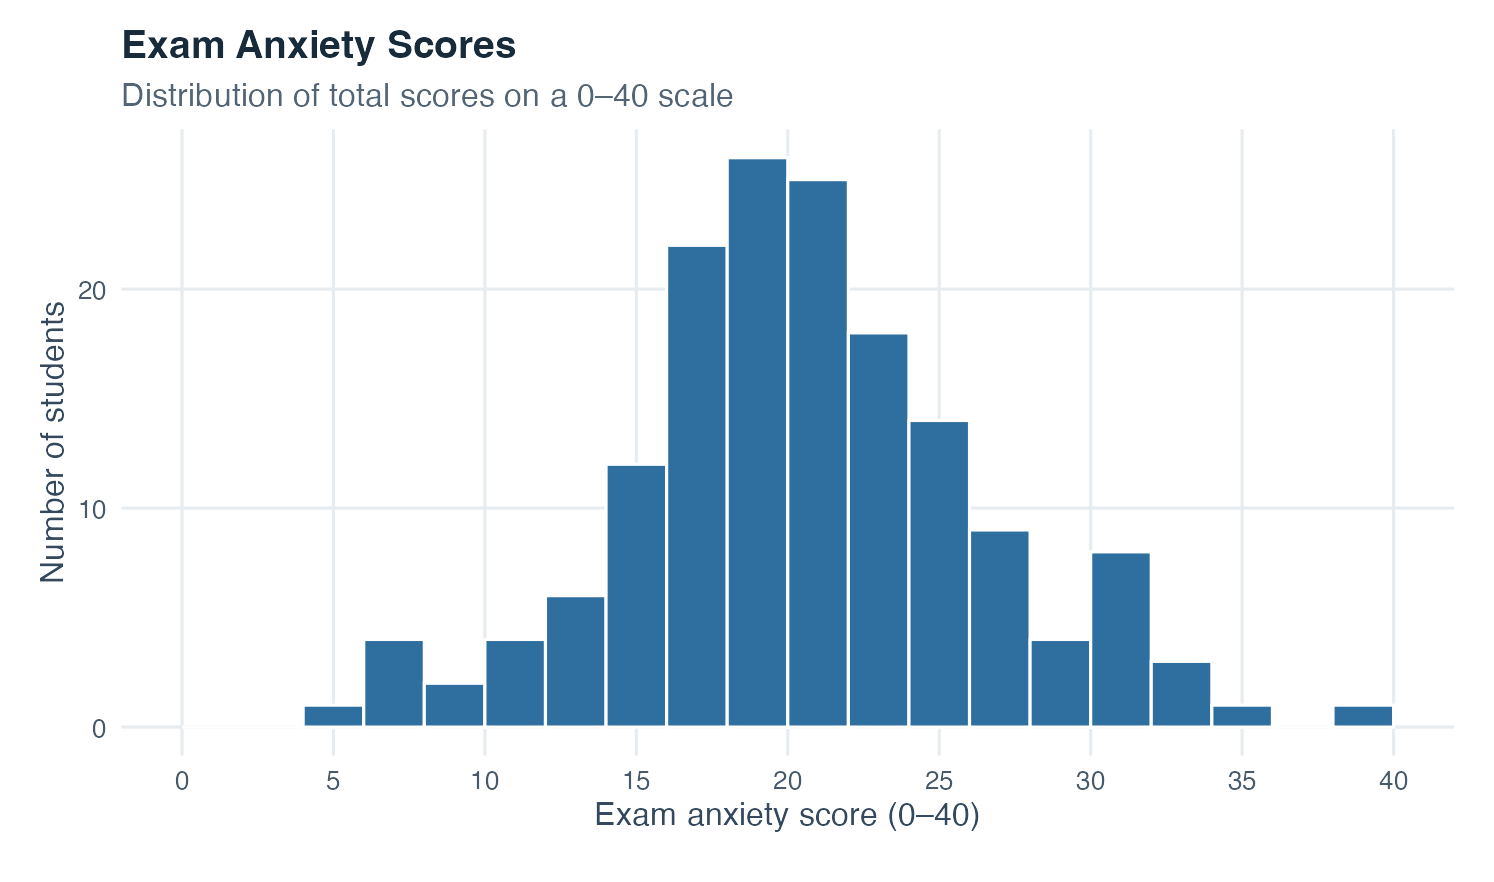 Exam Anxiety Scores
Distribution of total scores on a 0–40 scale
Number of students
20
10
0
0 5 10 15 20 25 30 35 40
Exam anxiety score (0–40)